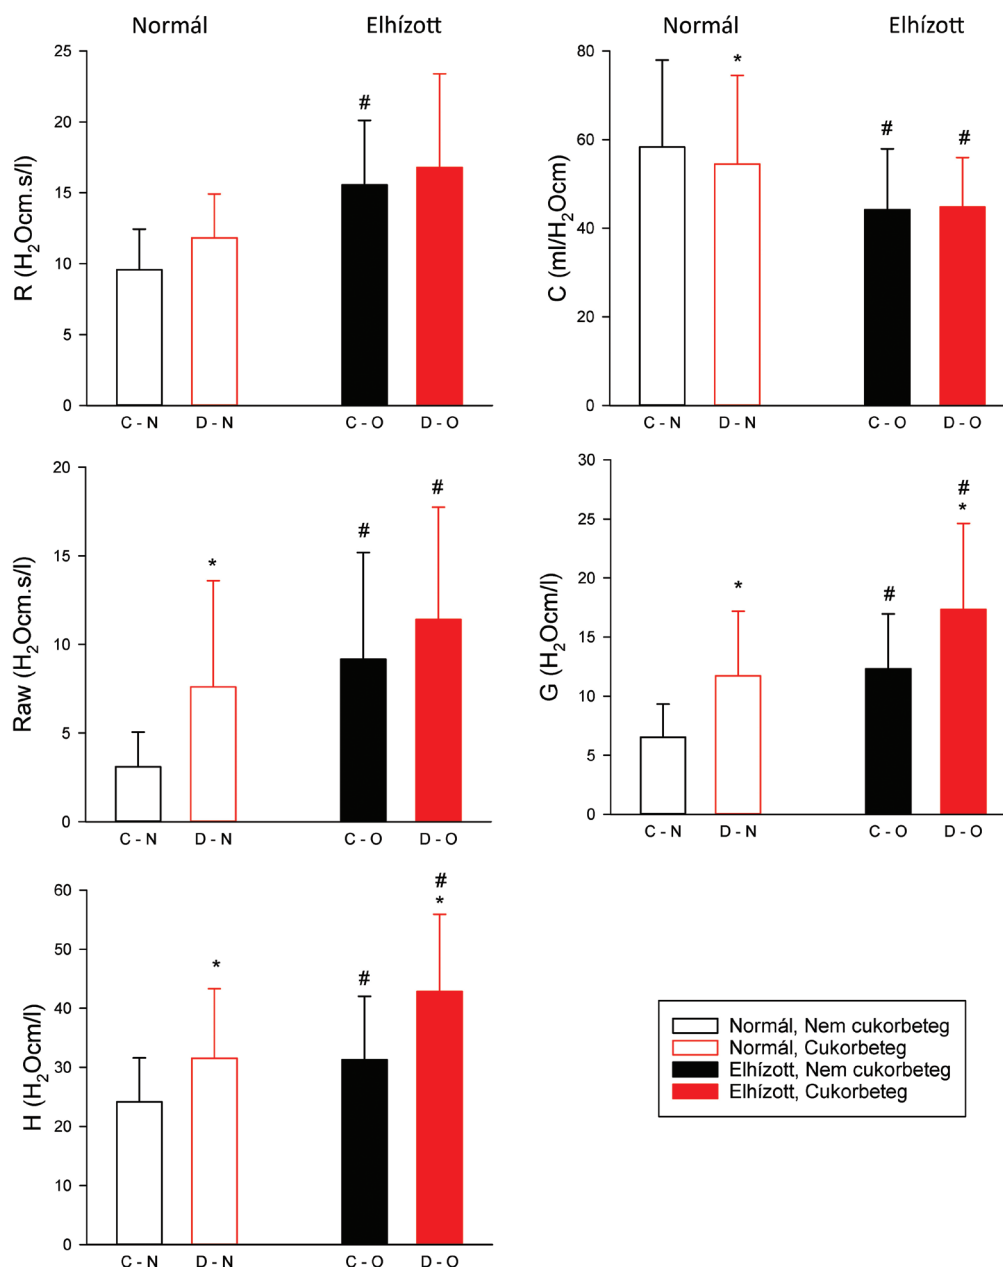 Normál Elhízott
25
20
15
10
5
0
R (H₂Ocm.s/l)
#
C - N D - N C - O D - O
Normál Elhízott
80
60
40
20
0
C (ml/H₂Ocm)
*
# #
C - N D - N C - O D - O
20
15
10
5
0
Raw (H₂Ocm.s/l)
*
# #
C - N D - N C - O D - O
30
25
20
15
10
5
0
G (H₂Ocm/l)
*
#
#
*
C - N D - N C - O D - O
60
50
40
30
20
10
0
H (H₂Ocm/l)
*
#
#
*
C - N D - N C - O D - O
Normál, Nem cukorbeteg
Normál, Cukorbeteg
Elhízott, Nem cukorbeteg
Elhízott, Cukorbeteg